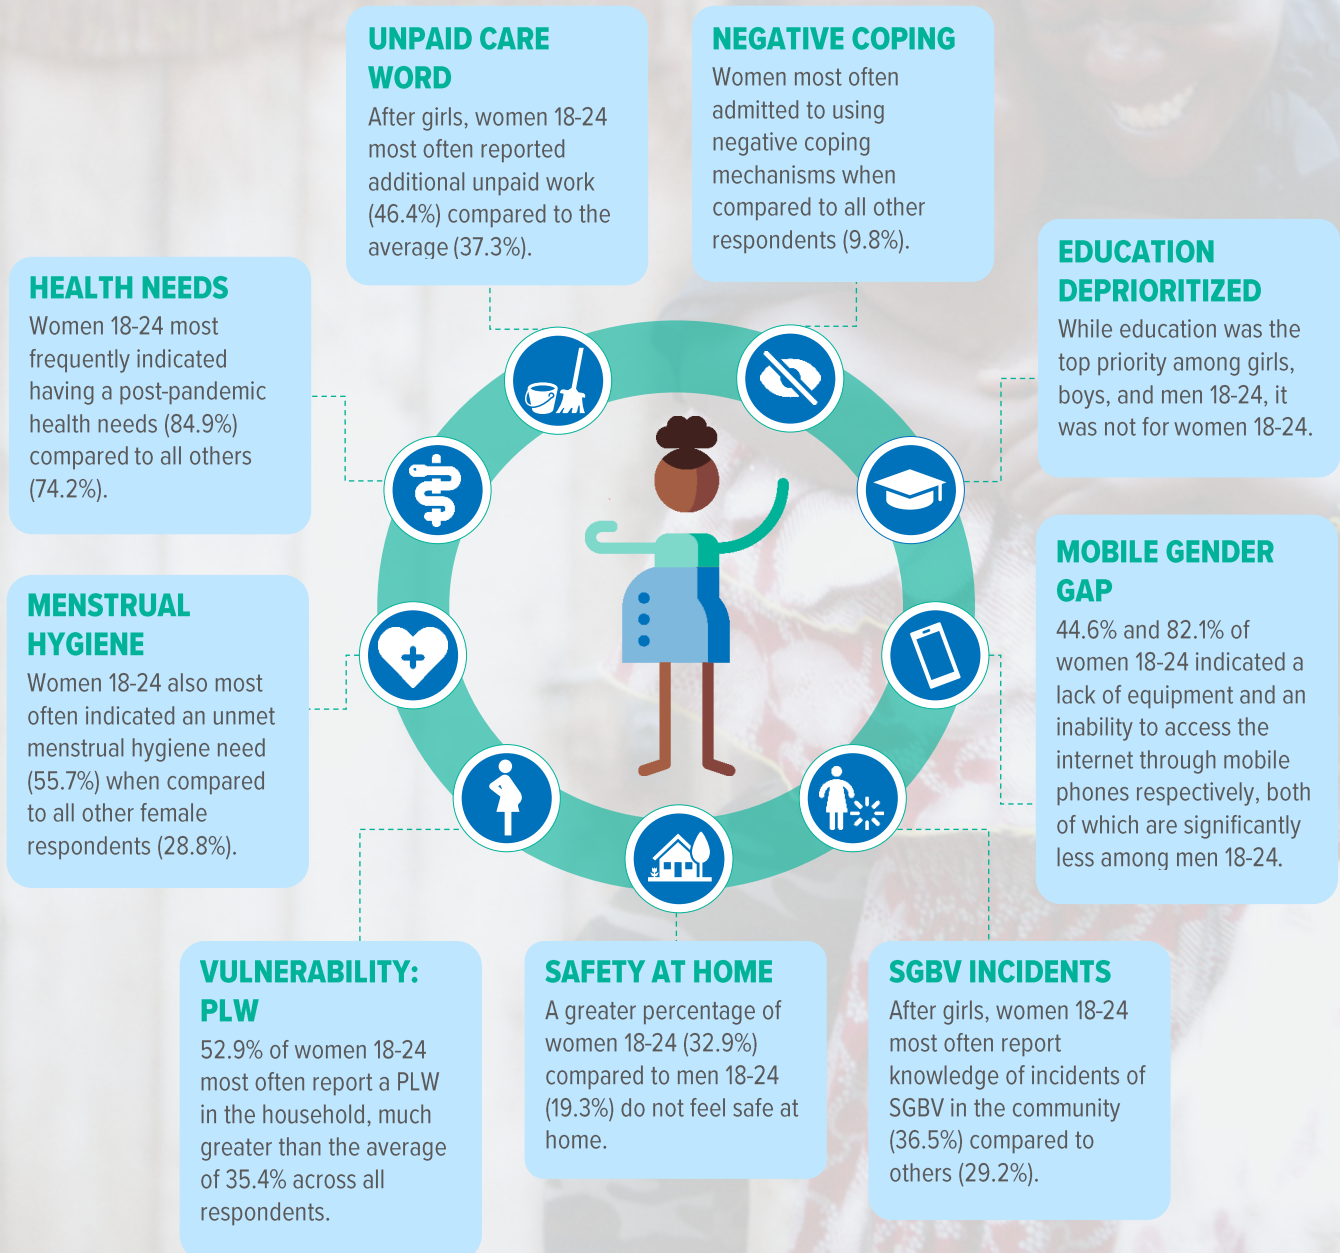 UNPAID CARE
WORD
After girls, women 18-24
most often reported
additional unpaid work
(46.4%) compared to the
average (37.3%).
NEGATIVE COPING
Women most often
admitted to using
negative coping
mechanisms when
compared to all other
respondents (9.8%).
EDUCATION
DEPRIORITIZED
While education was the
top priority among girls,
boys, and men 18-24, it
was not for women 18-24.
HEALTH NEEDS
Women 18-24 most
frequently indicated
having a post-pandemic
health needs (84.9%)
compared to all others
(74.2%).
MOBILE GENDER
GAP
44.6% and 82.1% of
women 18-24 indicated a
lack of equipment and an
inability to access the
internet through mobile
phones respectively, both
of which are significantly
less among men 18-24.
MENSTRUAL
HYGIENE
Women 18-24 also most
often indicated an unmet
menstrual hygiene need
(55.7%) when compared
to all other female
respondents (28.8%).
VULNERABILITY:
PLW
52.9% of women 18-24
most often report a PLW
in the household, much
greater than the average
of 35.4% across all
respondents.
SAFETY AT HOME
A greater percentage of
women 18-24 (32.9%)
compared to men 18-24
(19.3%) do not feel safe at
home.
SGBV INCIDENTS
After girls, women 18-24
most often report
knowledge of incidents of
SGBV in the community
(36.5%) compared to
others (29.2%).